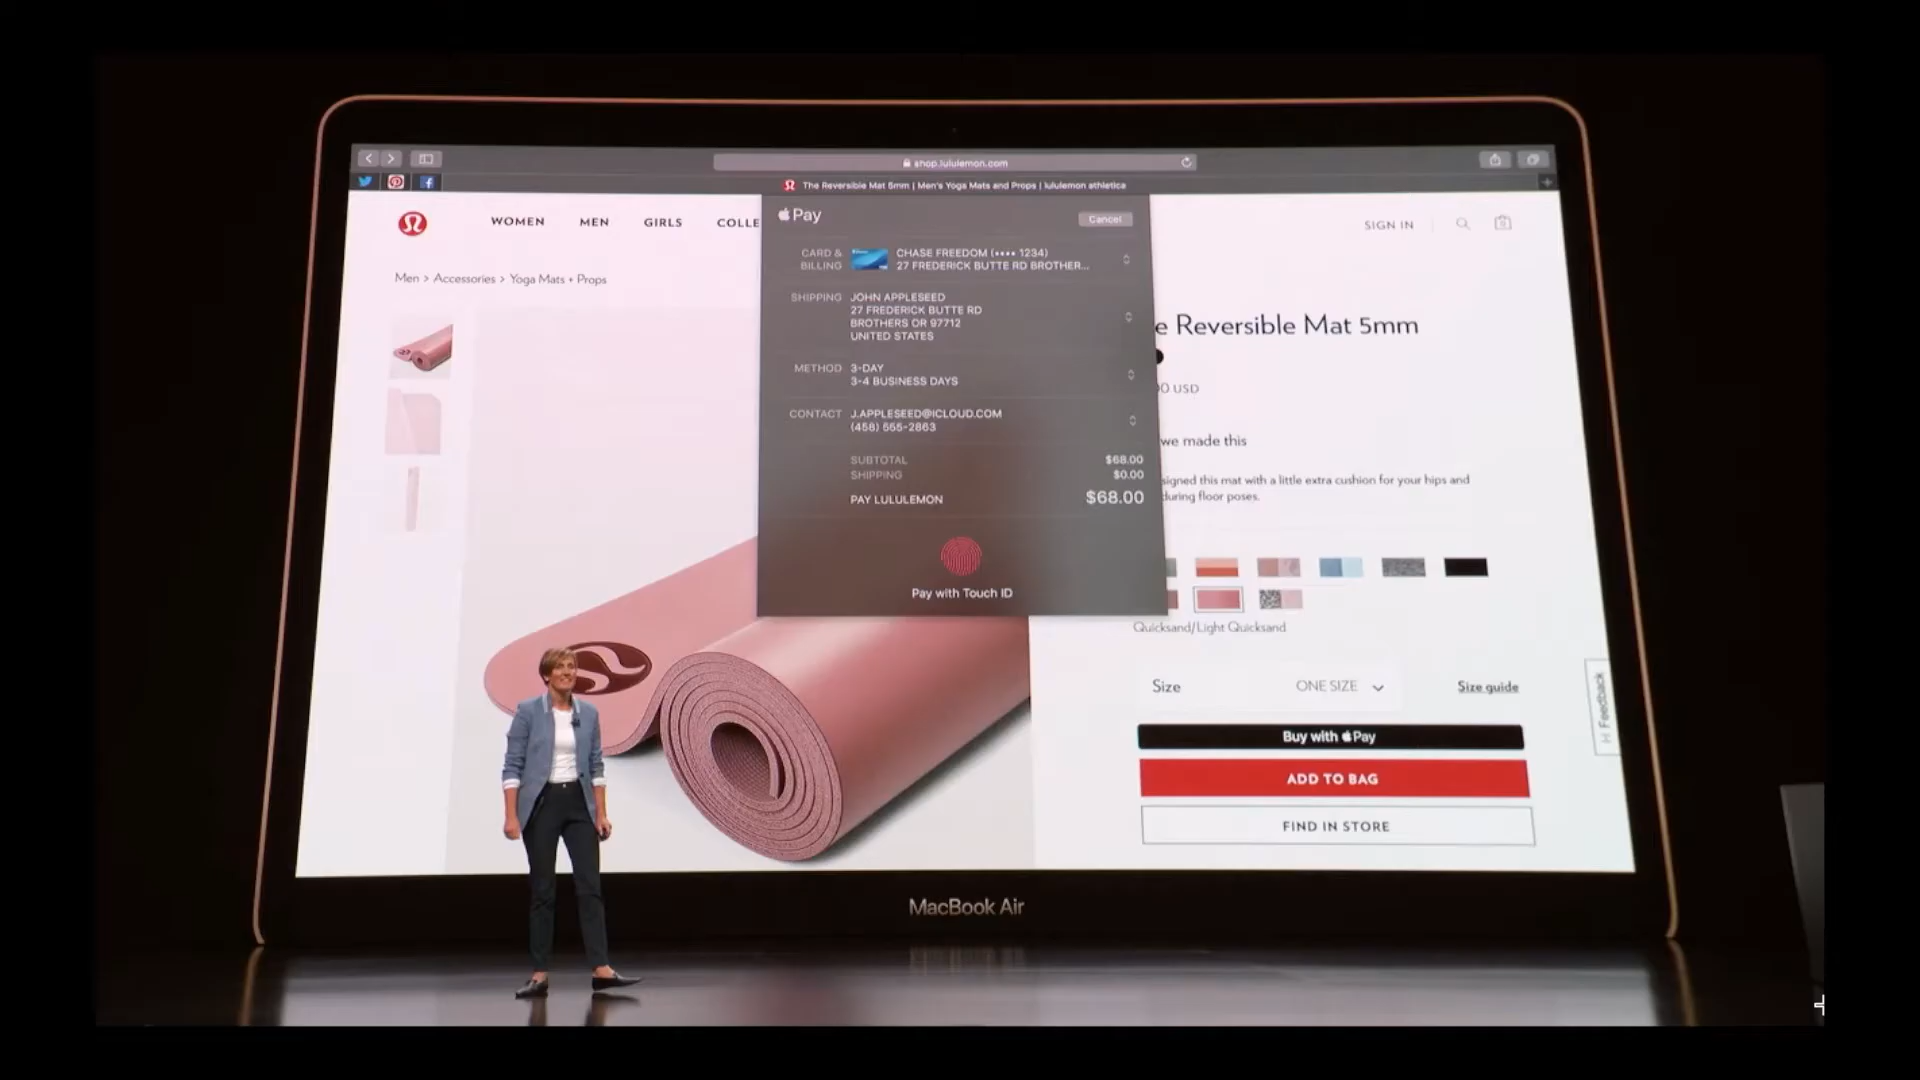 shop.lululemon.com
The Reversible Mat 5mm | Men's Yoga Mats and Props | lululemon athletica
WOMEN MEN GIRLS COLLE
SIGN IN
Men > Accessories > Yoga Mats + Props
Pay
Cancel
CARD & BILLING
CHASE FREEDOM (•••• 1234)
27 FREDERICK BUTTE RD BROTHER...
SHIPPING
JOHN APPLESEED
27 FREDERICK BUTTE RD
BROTHERS OR 97712
UNITED STATES
METHOD
3-DAY
3-4 BUSINESS DAYS
CONTACT
J.APPLESEED@ICLOUD.COM
(458) 555-2863
SUBTOTAL $68.00
SHIPPING $0.00
PAY LULULEMON $68.00
Pay with Touch ID
e Reversible Mat 5mm
0 USD
we made this
signed this mat with a little extra cushion for your hips and
during floor poses.
Quicksand/Light Quicksand
Size ONE SIZE Size guide
Buy with Pay
ADD TO BAG
FIND IN STORE
Feedback
MacBook Air